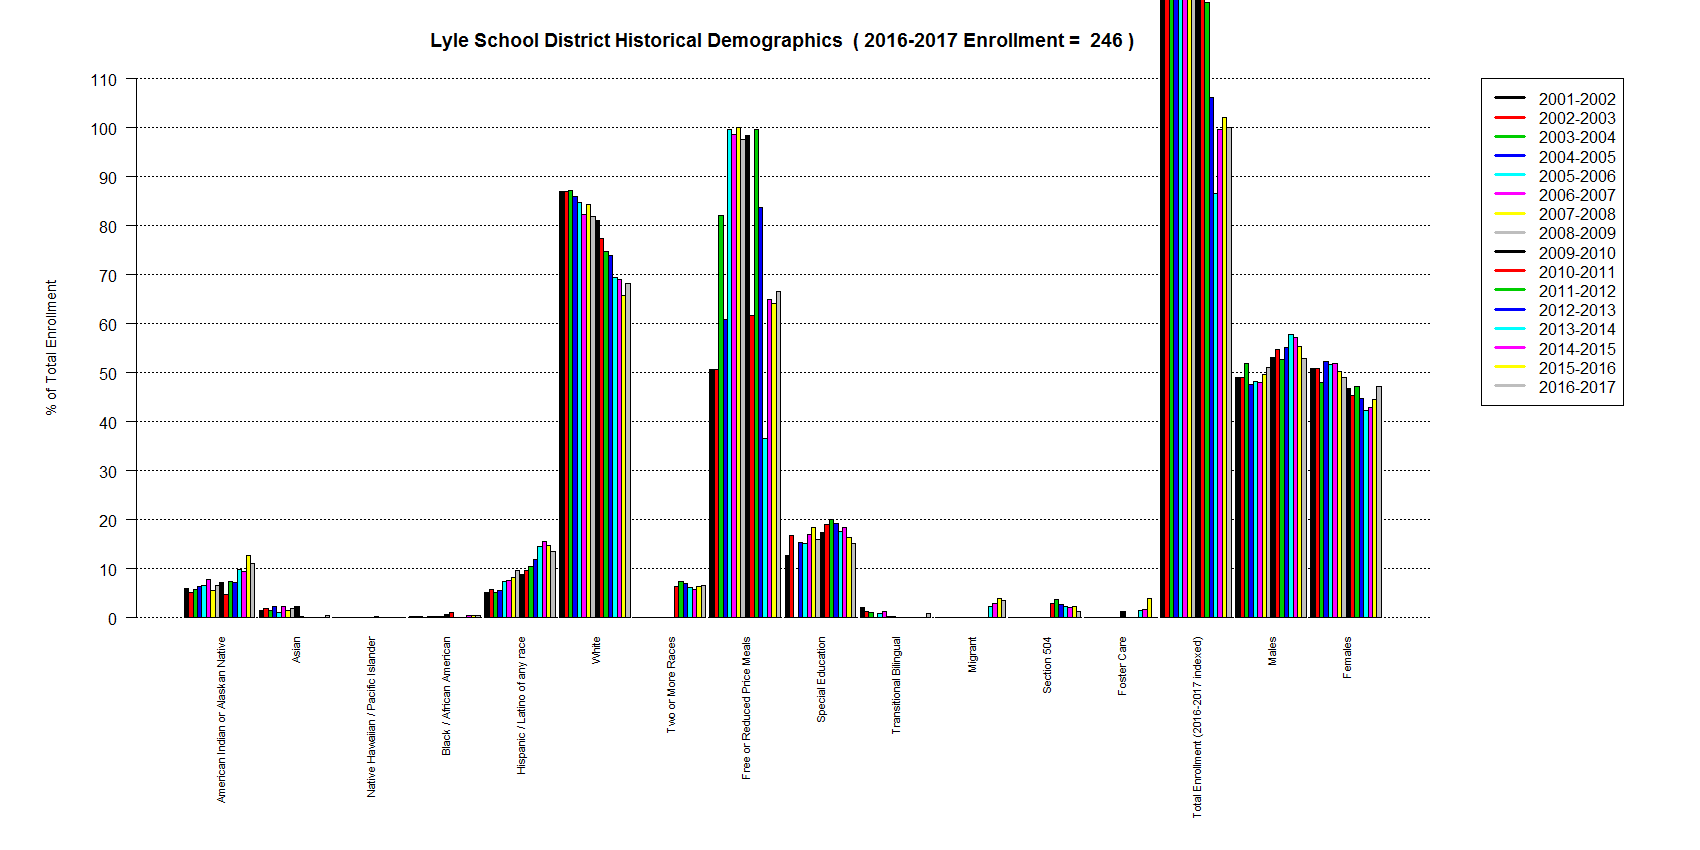 Lyle School District Historical Demographics ( 2016-2017 Enrollment = 246 )
% of Total Enrollment
110
100
90
80
70
60
50
40
30
20
10
0
American Indian or Alaskan Native
Asian
Native Hawaiian / Pacific Islander
Black / African American
Hispanic / Latino of any race
White
Two or More Races
Free or Reduced Price Meals
Special Education
Transitional Bilingual
Migrant
Section 504
Foster Care
Total Enrollment (2016-2017 indexed)
Males
Females
2001-2002
2002-2003
2003-2004
2004-2005
2005-2006
2006-2007
2007-2008
2008-2009
2009-2010
2010-2011
2011-2012
2012-2013
2013-2014
2014-2015
2015-2016
2016-2017